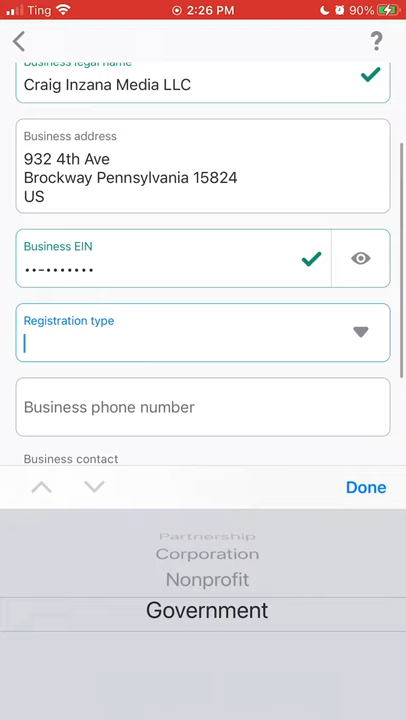 Ting 2:26 PM 90%
?
Business legal name
Craig Inzana Media LLC
Business address
932 4th Ave
Brockway Pennsylvania 15824
US
Business EIN
••-•••••••
Registration type
Business phone number
Business contact
Done
Partnership
Corporation
Nonprofit
Government